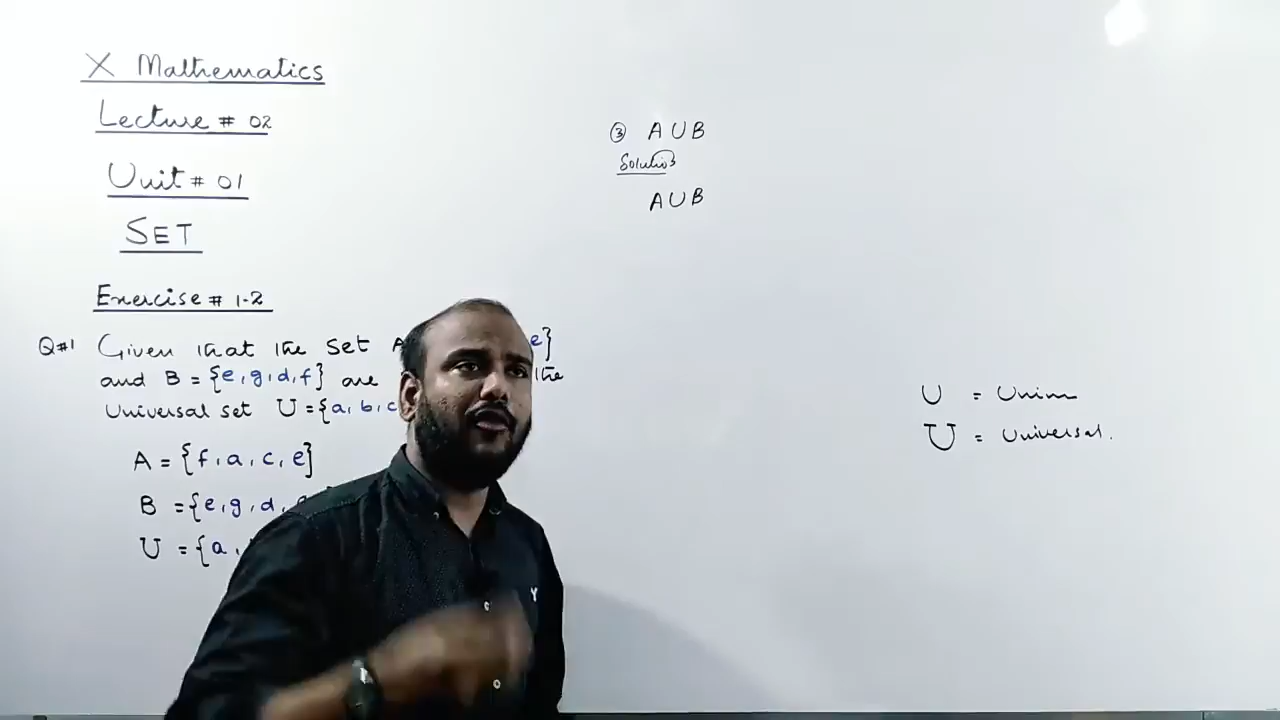 X Mathematics
Lecture # 02
Unit # 01
SET
Exercise # 1-2
Q#1 Given that the set A e}
and B = {e, g, d, f} are the
Universal set U = {a, b, c
A = {f, a, c, e}
B = {e, g, d,
U = {a,
③ A U B
Solution
A U B
U = Union
U = Universal.
Y